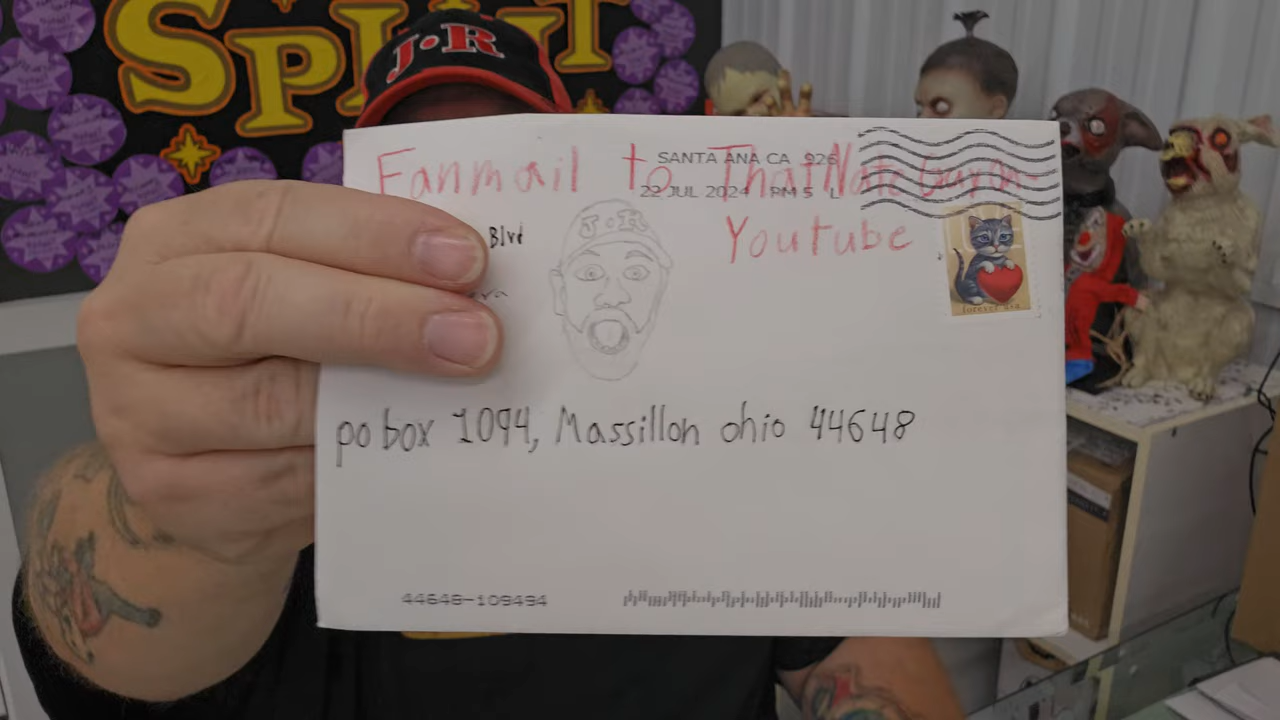 SPIRIT
J.R
Fanmail to ThatNateGuy on
SANTA ANA CA 926
22 JUL 2024 PM 5 L
Youtube
Blvd
J.R
forever usa
po box 1094, Massillon ohio 44648
44648-109494